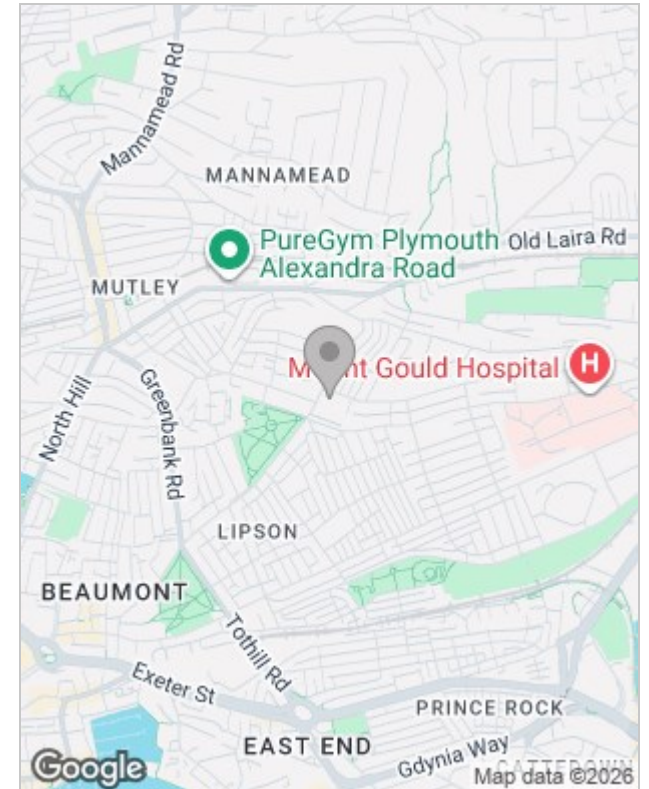 Mannamead Rd
MANNAMEAD
PureGym Plymouth
Alexandra Road
Old Laira Rd
MUTLEY
Mount Gould Hospital
H
North Hill
Greenbank Rd
LIPSON
BEAUMONT
Tothill Rd
Exeter St
PRINCE ROCK
EAST END
Gdynia Way
CATTEDOWN
Google
Map data ©2026